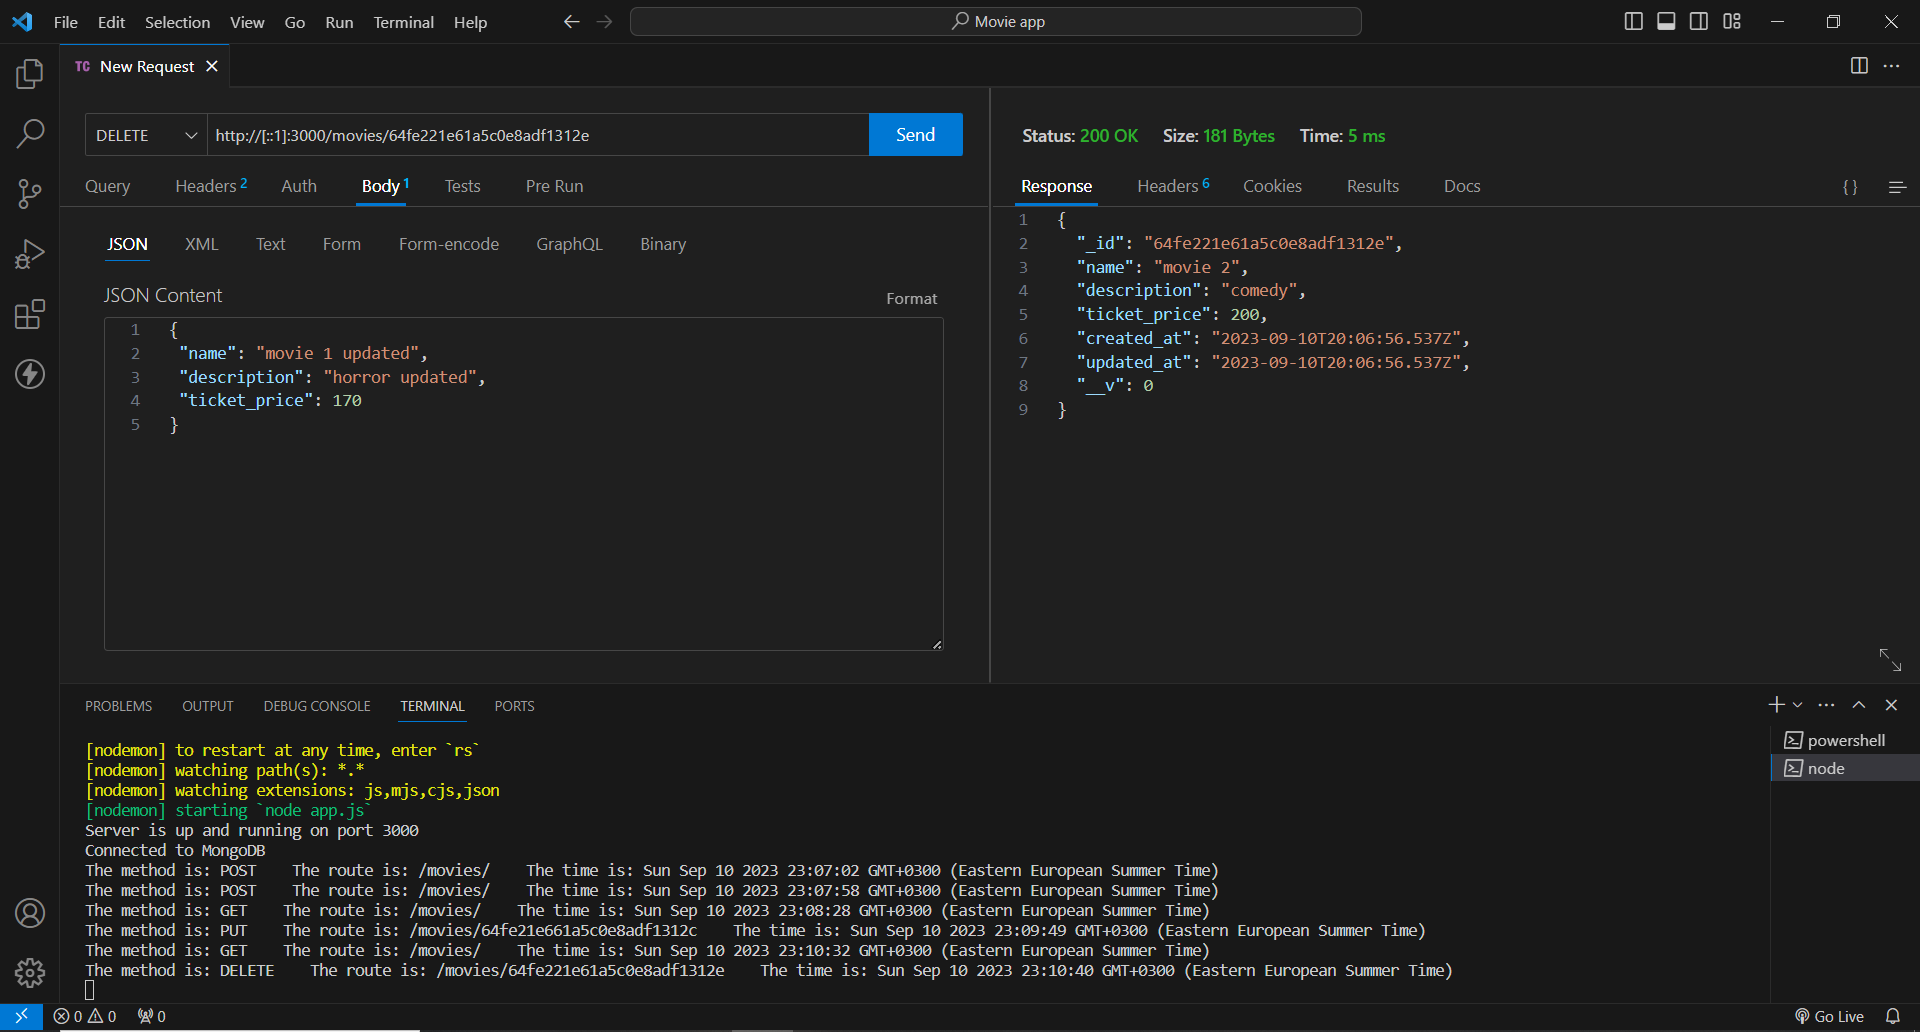 File Edit Selection View Go Run Terminal Help
Movie app
TC New Request
DELETE http://[::1]:3000/movies/64fe221e61a5c0e8adf1312e Send
Query Headers 2 Auth Body 1 Tests Pre Run
JSON XML Text Form Form-encode GraphQL Binary
JSON Content
Format
1 {
2 "name": "movie 1 updated",
3 "description": "horror updated",
4 "ticket_price": 170
5 }
Status: 200 OK Size: 181 Bytes Time: 5 ms
Response Headers 6 Cookies Results Docs { }
1 {
2 "_id": "64fe221e61a5c0e8adf1312e",
3 "name": "movie 2",
4 "description": "comedy",
5 "ticket_price": 200,
6 "created_at": "2023-09-10T20:06:56.537Z",
7 "updated_at": "2023-09-10T20:06:56.537Z",
8 "__v": 0
9 }
PROBLEMS OUTPUT DEBUG CONSOLE TERMINAL PORTS
[nodemon] to restart at any time, enter `rs`
[nodemon] watching path(s): *.*
[nodemon] watching extensions: js,mjs,cjs,json
[nodemon] starting `node app.js`
Server is up and running on port 3000
Connected to MongoDB
The method is: POST The route is: /movies/ The time is: Sun Sep 10 2023 23:07:02 GMT+0300 (Eastern European Summer Time)
The method is: POST The route is: /movies/ The time is: Sun Sep 10 2023 23:07:58 GMT+0300 (Eastern European Summer Time)
The method is: GET The route is: /movies/ The time is: Sun Sep 10 2023 23:08:28 GMT+0300 (Eastern European Summer Time)
The method is: PUT The route is: /movies/64fe21e661a5c0e8adf1312c The time is: Sun Sep 10 2023 23:09:49 GMT+0300 (Eastern European Summer Time)
The method is: GET The route is: /movies/ The time is: Sun Sep 10 2023 23:10:32 GMT+0300 (Eastern European Summer Time)
The method is: DELETE The route is: /movies/64fe221e61a5c0e8adf1312e The time is: Sun Sep 10 2023 23:10:40 GMT+0300 (Eastern European Summer Time)
powershell
node
0 0 0
Go Live